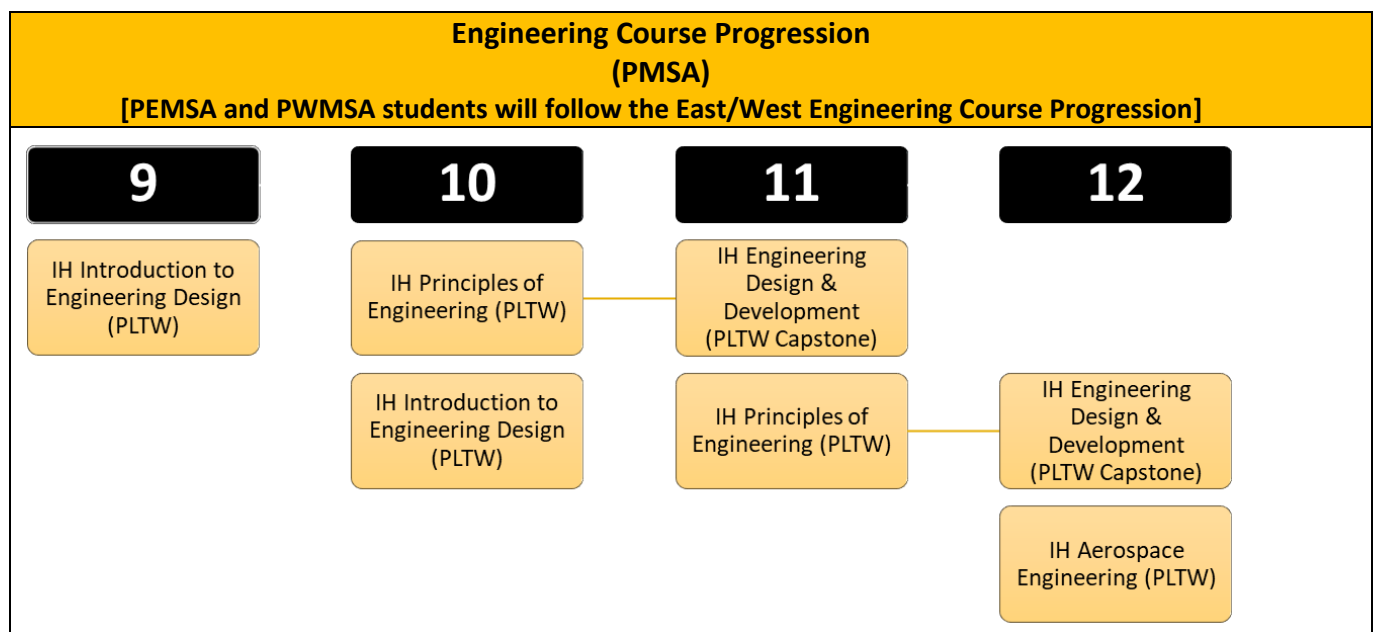 Engineering Course Progression
(PMSA)
[PEMSA and PWMSA students will follow the East/West Engineering Course Progression]
9
10
11
12
IH Introduction to
Engineering Design
(PLTW)
IH Principles of
Engineering (PLTW)
IH Engineering
Design &
Development
(PLTW Capstone)
IH Introduction to
Engineering Design
(PLTW)
IH Principles of
Engineering (PLTW)
IH Engineering
Design &
Development
(PLTW Capstone)
IH Aerospace
Engineering (PLTW)